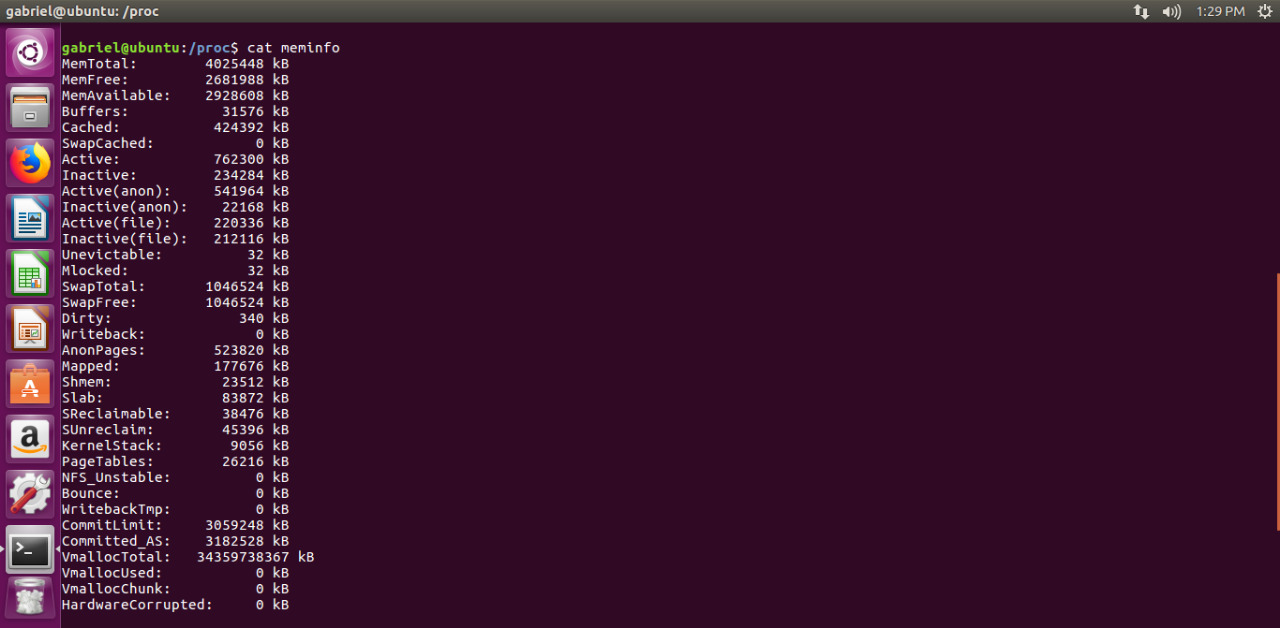 gabriel@ubuntu: /proc
1:29 PM
gabriel@ubuntu:/proc$ cat meminfo
MemTotal:        4025448 kB
MemFree:         2681988 kB
MemAvailable:    2928608 kB
Buffers:           31576 kB
Cached:           424392 kB
SwapCached:            0 kB
Active:           762300 kB
Inactive:         234284 kB
Active(anon):     541964 kB
Inactive(anon):    22168 kB
Active(file):     220336 kB
Inactive(file):   212116 kB
Unevictable:          32 kB
Mlocked:              32 kB
SwapTotal:       1046524 kB
SwapFree:        1046524 kB
Dirty:               340 kB
Writeback:             0 kB
AnonPages:        523820 kB
Mapped:           177676 kB
Shmem:             23512 kB
Slab:              83872 kB
SReclaimable:      38476 kB
SUnreclaim:        45396 kB
KernelStack:        9056 kB
PageTables:        26216 kB
NFS_Unstable:          0 kB
Bounce:                0 kB
WritebackTmp:          0 kB
CommitLimit:     3059248 kB
Committed_AS:    3182528 kB
VmallocTotal:   34359738367 kB
VmallocUsed:           0 kB
VmallocChunk:          0 kB
HardwareCorrupted:     0 kB